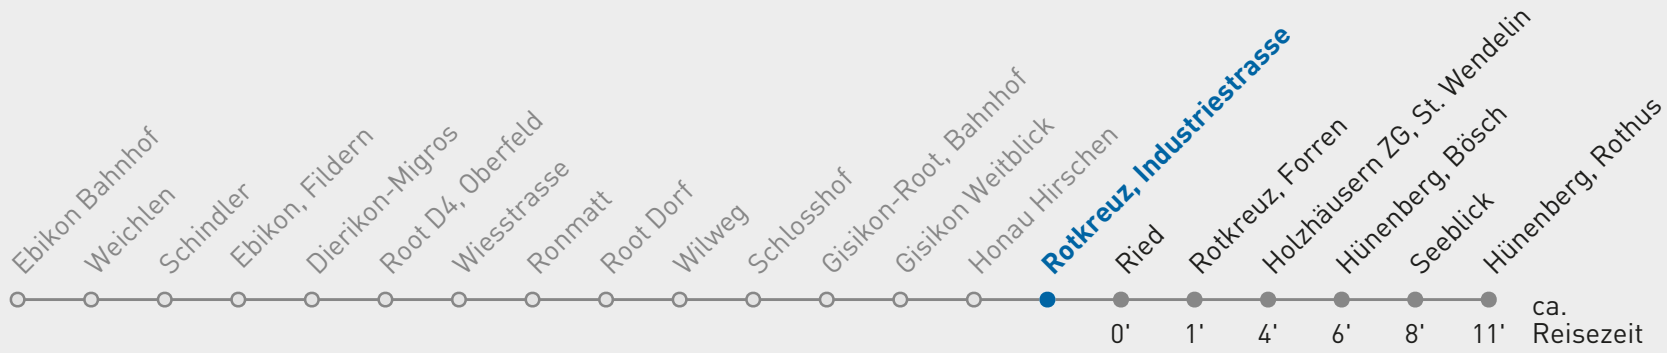 Ebikon Bahnhof
Weichlen
Schindler
Ebikon, Fildern
Dierikon-Migros
Root D4, Oberfeld
Wiesstrasse
Ronmatt
Root Dorf
Wilweg
Schlosshof
Gisikon-Root, Bahnhof
Gisikon Weitblick
Honau Hirschen
Rotkreuz, Industriestrasse
Ried
Rotkreuz, Forren
Holzhäusern ZG, St. Wendelin
Hünenberg, Bösch
Seeblick
Hünenberg, Rothus
0' 1' 4' 6' 8' 11'
ca.
Reisezeit